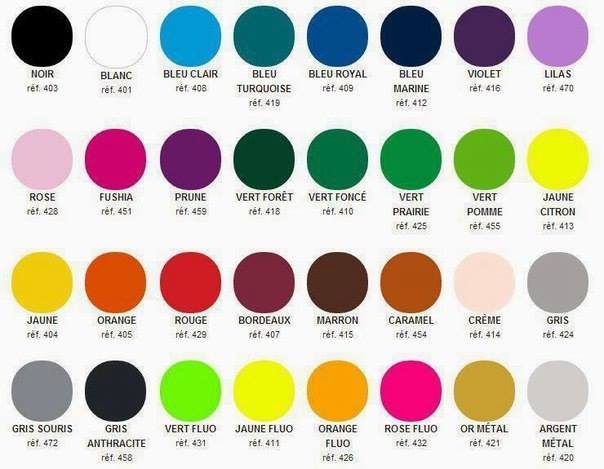 NOIR
réf. 403
BLANC
réf. 401
BLEU CLAIR
réf. 408
BLEU
TURQUOISE
réf. 419
BLEU ROYAL
réf. 409
BLEU
MARINE
réf. 412
VIOLET
réf. 416
LILAS
réf. 470
ROSE
réf. 428
FUSHIA
réf. 451
PRUNE
réf. 459
VERT FORÊT
réf. 418
VERT FONCÉ
réf. 410
VERT
PRAIRIE
réf. 425
VERT
POMME
réf. 455
JAUNE
CITRON
réf. 413
JAUNE
réf. 404
ORANGE
réf. 405
ROUGE
réf. 429
BORDEAUX
réf. 407
MARRON
réf. 415
CARAMEL
réf. 454
CRÈME
réf. 414
GRIS
réf. 424
GRIS SOURIS
réf. 472
GRIS
ANTHRACITE
réf. 458
VERT FLUO
réf. 431
JAUNE FLUO
réf. 411
ORANGE
FLUO
réf. 426
ROSE FLUO
réf. 432
OR MÉTAL
réf. 421
ARGENT
MÉTAL
réf. 420